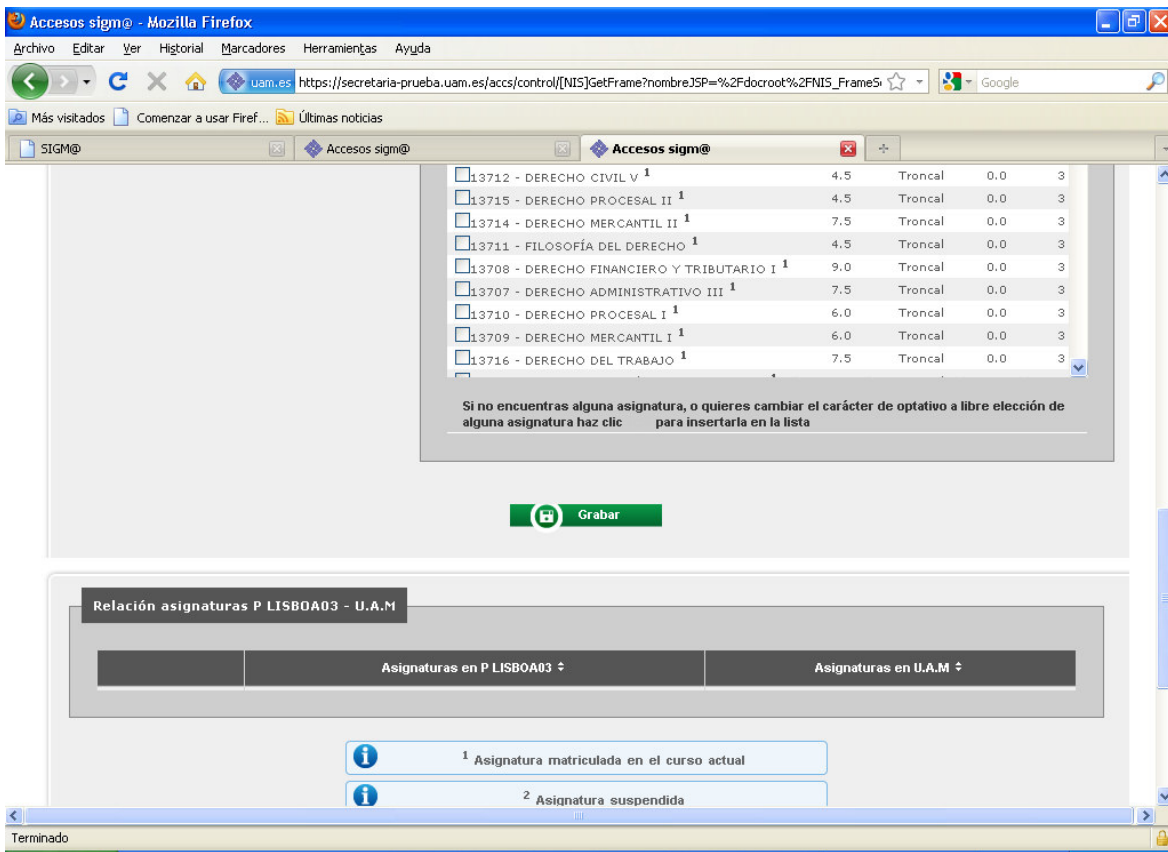 Accesos sigm@ - Mozilla Firefox
Archivo Editar Ver Historial Marcadores Herramientas Ayuda
uam.es https://secretaria-prueba.uam.es/accs/control/[NIS]GetFrame?nombreJSP=%2Fdocroot%2FNIS_FrameS
Google
Más visitados Comenzar a usar Firef... Últimas noticias
SIGM@ Accesos sigm@ Accesos sigm@
13712 - DERECHO CIVIL V 1 4.5 Troncal 0.0 3
13715 - DERECHO PROCESAL II 1 4.5 Troncal 0.0 3
13714 - DERECHO MERCANTIL II 1 7.5 Troncal 0.0 3
13711 - FILOSOFÍA DEL DERECHO 1 4.5 Troncal 0.0 3
13708 - DERECHO FINANCIERO Y TRIBUTARIO I 1 9.0 Troncal 0.0 3
13707 - DERECHO ADMINISTRATIVO III 1 7.5 Troncal 0.0 3
13710 - DERECHO PROCESAL I 1 6.0 Troncal 0.0 3
13709 - DERECHO MERCANTIL I 1 6.0 Troncal 0.0 3
13716 - DERECHO DEL TRABAJO 1 7.5 Troncal 0.0 3
Si no encuentras alguna asignatura, o quieres cambiar el carácter de optativo a libre elección de
alguna asignatura haz clic para insertarla en la lista
Grabar
Relación asignaturas P LISBOA03 - U.A.M
Asignaturas en P LISBOA03 Asignaturas en U.A.M
1 Asignatura matriculada en el curso actual
2 Asignatura suspendida
Terminado